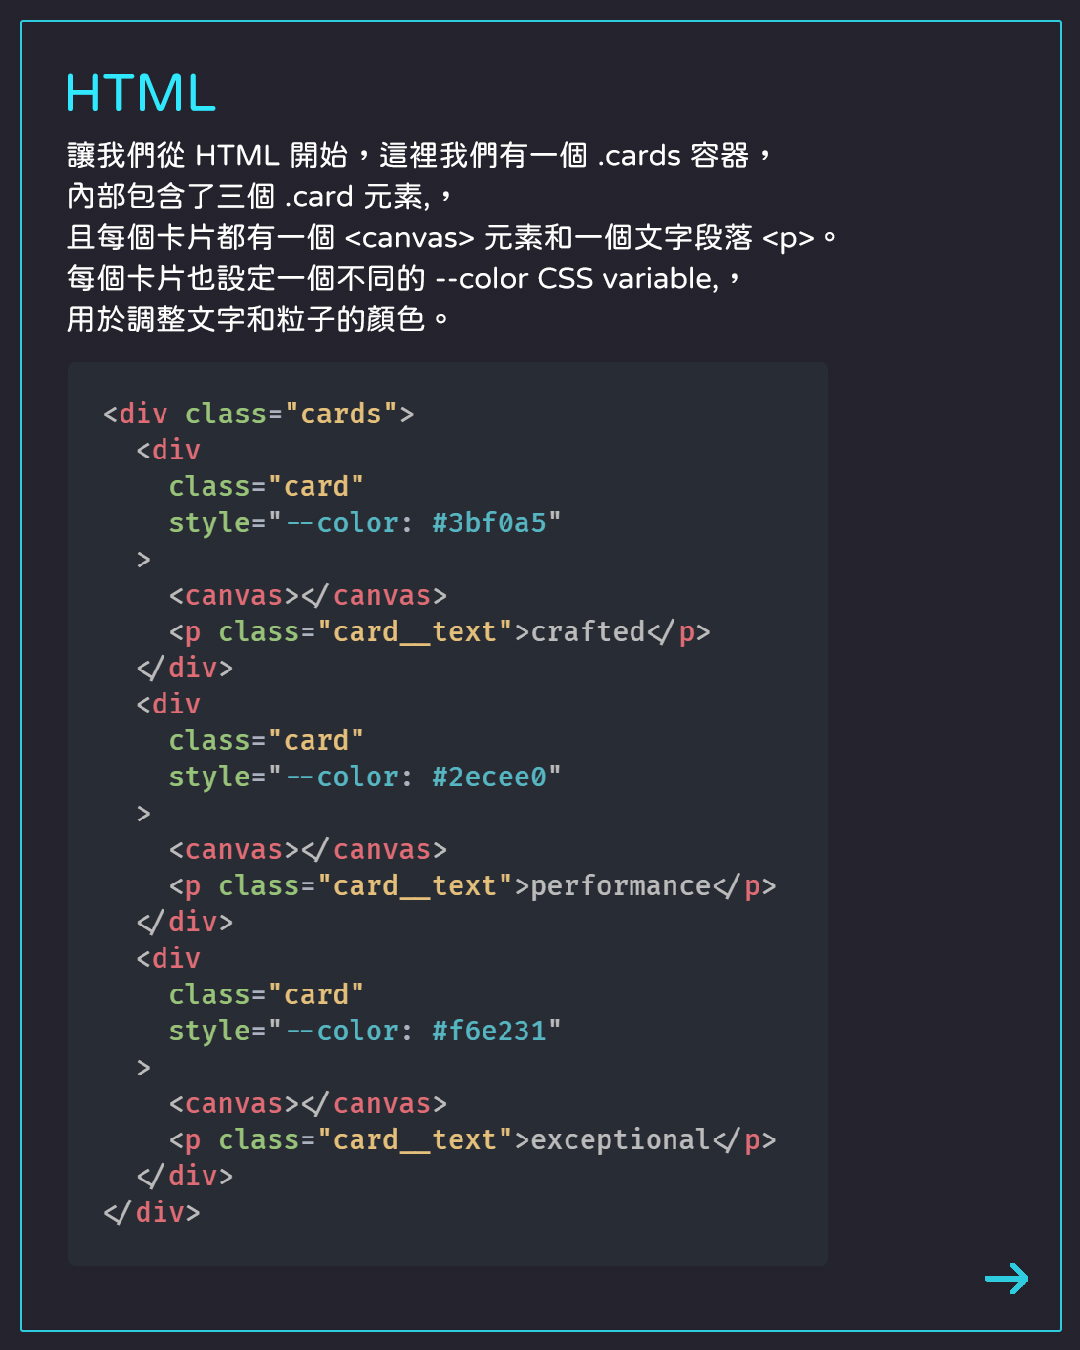 HTML
讓我們從 HTML 開始，這裡我們有一個 .cards 容器，
內部包含了三個 .card 元素,，
且每個卡片都有一個 <canvas> 元素和一個文字段落 <p>。
每個卡片也設定一個不同的 --color CSS variable,，
用於調整文字和粒子的顏色。
<div class="cards">
  <div
    class="card"
    style="--color: #3bf0a5"
  >
    <canvas></canvas>
    <p class="card__text">crafted</p>
  </div>
  <div
    class="card"
    style="--color: #2ecee0"
  >
    <canvas></canvas>
    <p class="card__text">performance</p>
  </div>
  <div
    class="card"
    style="--color: #f6e231"
  >
    <canvas></canvas>
    <p class="card__text">exceptional</p>
  </div>
</div>